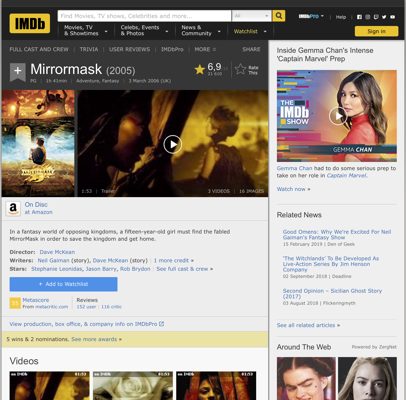 IMDb
Find Movies, TV shows, Celebrities and more...
All
IMDbPro
Help
Movies, TV
& Showtimes
Celebs, Events
& Photos
News &
Community
Watchlist
Sign in
FULL CAST AND CREW | TRIVIA | USER REVIEWS | IMDbPro | MORE
SHARE
Mirrormask (2005)
6,9
Rate
This
1h 41min | Adventure, Fantasy | 3 March 2006 (UK)
1:53 | Trailer
3 VIDEOS | 16 IMAGES
On Disc
at Amazon
In a fantasy world of opposing kingdoms, a fifteen-year-old girl must find the fabled
MirrorMask in order to save the kingdom and get home.
Director: Dave McKean
Writers: Neil Gaiman (story), Dave McKean (story) | 1 more credit »
Stars: Stephanie Leonidas, Jason Barry, Rob Brydon | See full cast & crew »
+ Add to Watchlist
Metascore
From metacritic.com
Reviews
152 user | 116 critic
View production, box office, & company info on IMDbPro
5 wins & 2 nominations. See more awards »
Videos
Inside Gemma Chan's Intense
'Captain Marvel' Prep
THE
IMDb
SHOW
GEMMA CHAN
Gemma Chan had to do some serious prep to
take on her role in Captain Marvel.
Watch now »
Related News
Good Omens: Why We're Excited For Neil
Gaiman's Fantasy Show
15 February 2019 | Den of Geek
'The Witchlands' To Be Developed As
Live-Action Series By Jim Henson
Company
02 September 2018 | Deadline
Second Opinion – Sicilian Ghost Story
(2017)
03 August 2018 | Flickeringmyth
See all related articles »
Around The Web
Powered by ZergNet